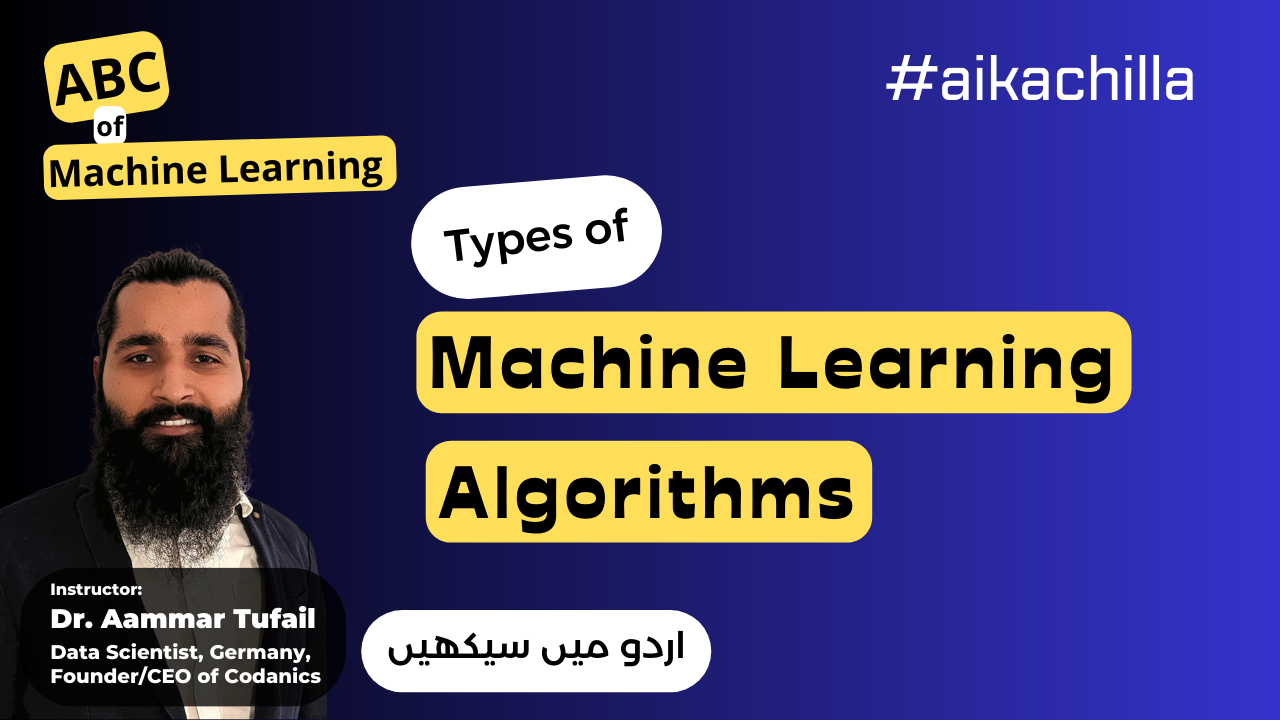 ABC
of
Machine Learning
#aikachilla
Types of
Machine Learning
Algorithms
Instructor:
Dr. Aammar Tufail
Data Scientist, Germany,
Founder/CEO of Codanics
اردو میں سیکھیں